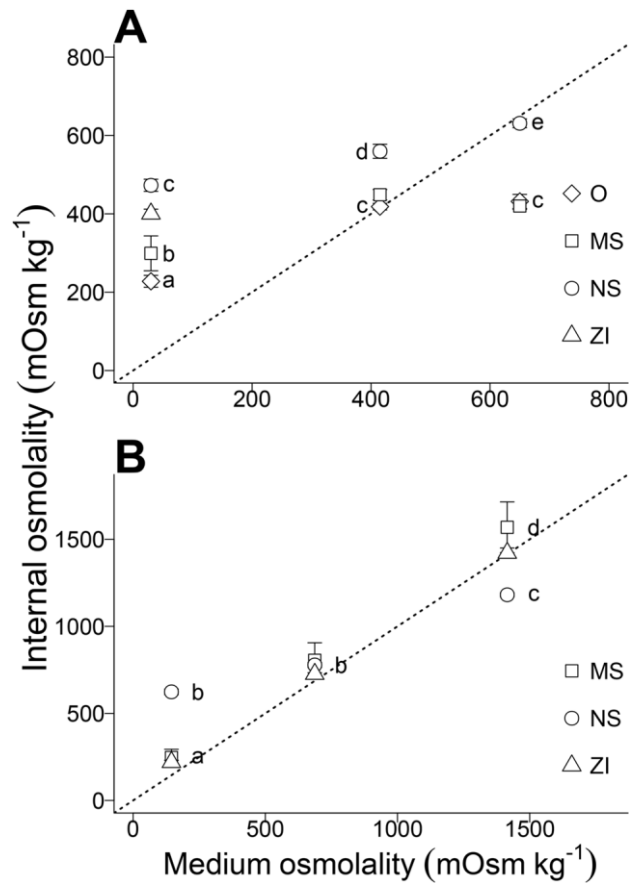 A
800
600
400
200
0
e
d
c
c
c
b
a
O
MS
NS
ZI
0 200 400 600 800
Internal osmolality (mOsm kg⁻¹)
B
1500
1000
500
0
d
c
b
b
a
MS
NS
ZI
0 500 1000 1500
Medium osmolality (mOsm kg⁻¹)